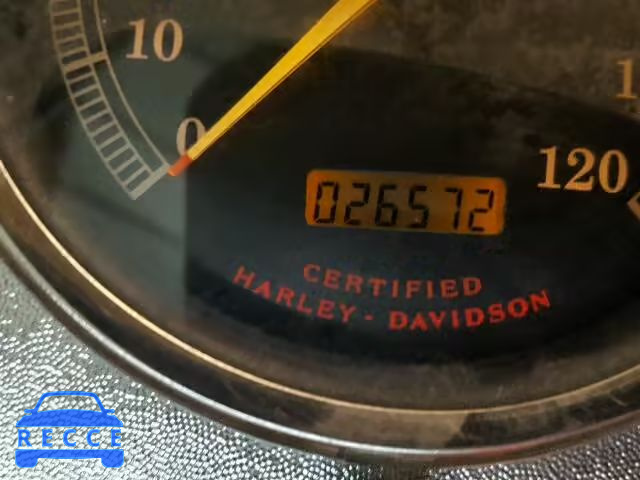 10
0
120
026572
CERTIFIED
HARLEY - DAVIDSON
RECCE